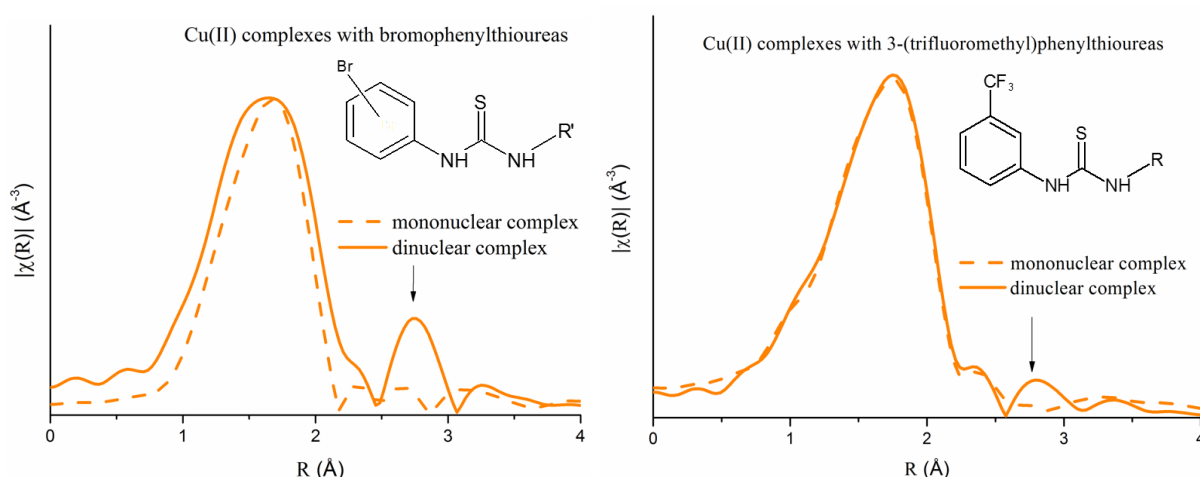 Cu(II) complexes with bromophenylthioureas
Br
S
NH
NH
R'
mononuclear complex
dinuclear complex
|χ(R)| (Å⁻³)
0
1
2
3
4
R (Å)
Cu(II) complexes with 3-(trifluoromethyl)phenylthioureas
CF₃
S
NH
NH
R
mononuclear complex
dinuclear complex
|χ(R)| (Å⁻³)
0
1
2
3
4
R (Å)